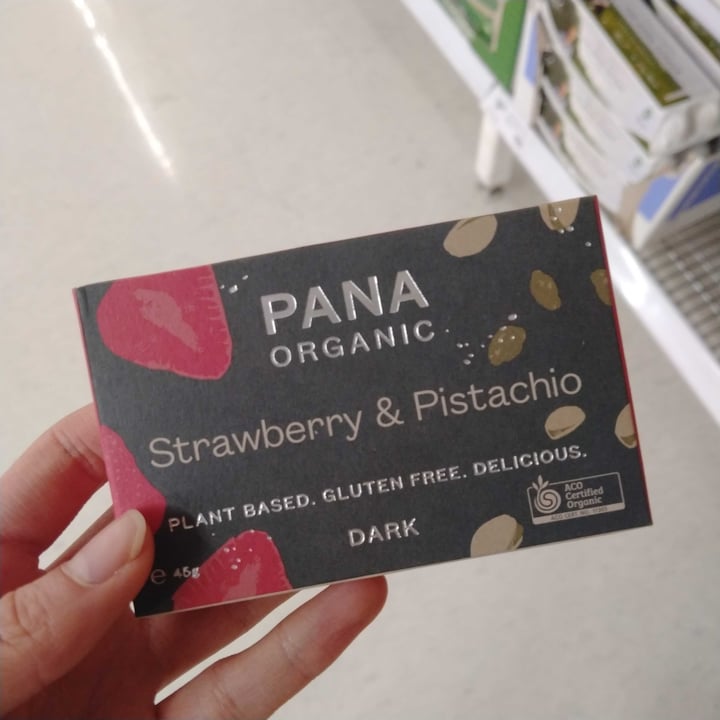 PANA
ORGANIC
Strawberry & Pistachio
PLANT BASED. GLUTEN FREE. DELICIOUS.
DARK
ACO
Certified
Organic
e 45g